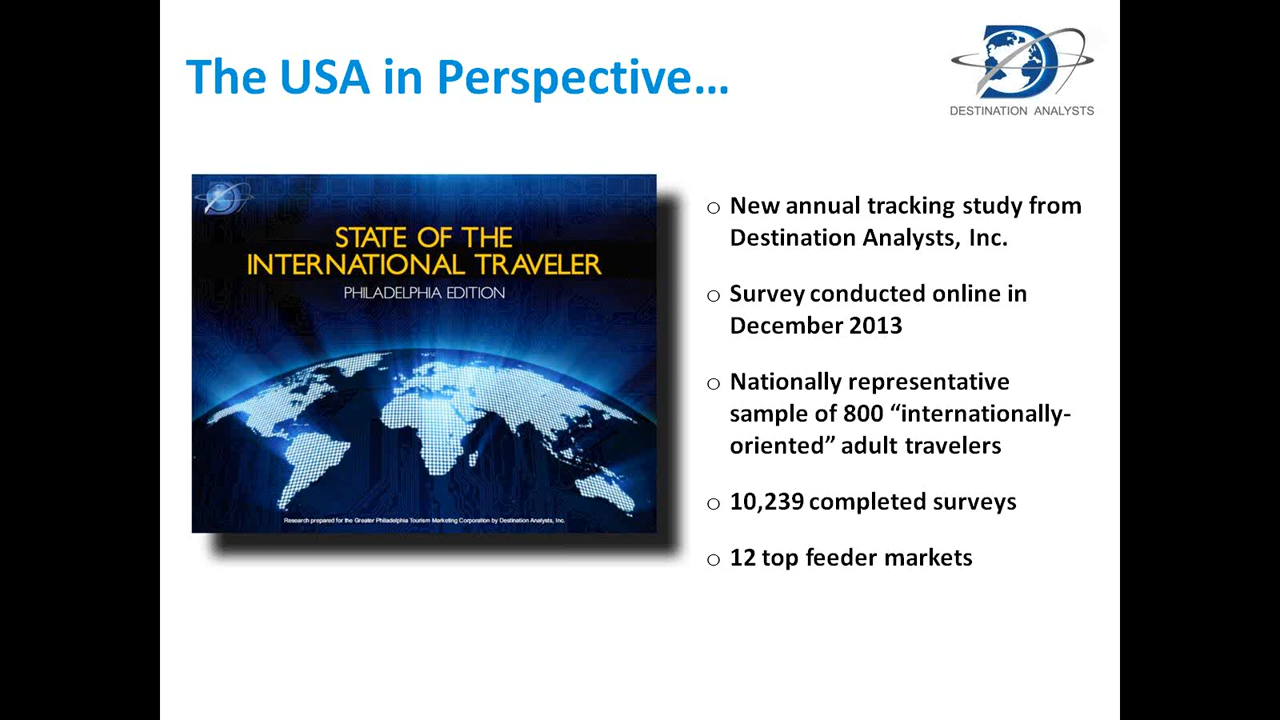 The USA in Perspective…
DESTINATION ANALYSTS
STATE OF THE
INTERNATIONAL TRAVELER
PHILADELPHIA EDITION
Research prepared for the Greater Philadelphia Tourism Marketing Corporation by Destination Analysts, Inc.
o New annual tracking study from
Destination Analysts, Inc.
o Survey conducted online in
December 2013
o Nationally representative
sample of 800 “internationally-
oriented” adult travelers
o 10,239 completed surveys
o 12 top feeder markets